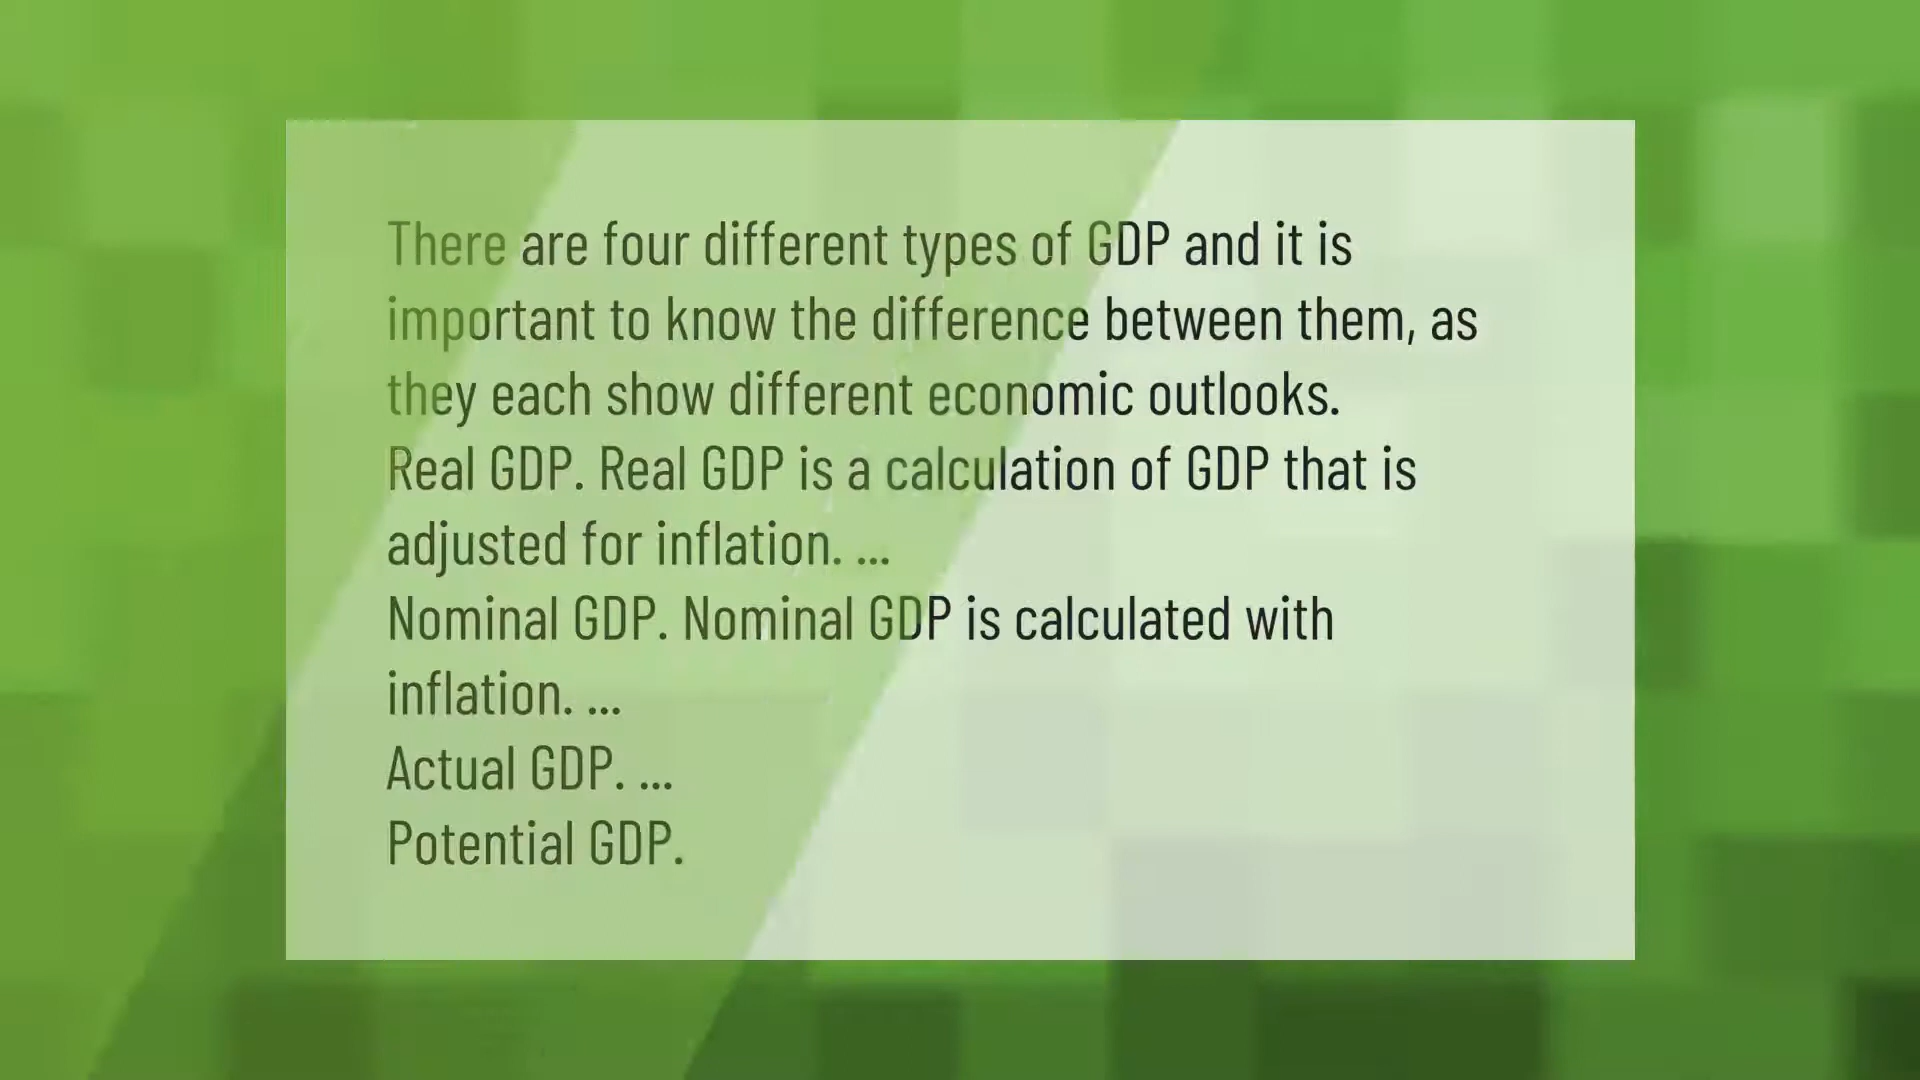 There are four different types of GDP and it is
important to know the difference between them, as
they each show different economic outlooks.
Real GDP. Real GDP is a calculation of GDP that is
adjusted for inflation. ...
Nominal GDP. Nominal GDP is calculated with
inflation. ...
Actual GDP. ...
Potential GDP.